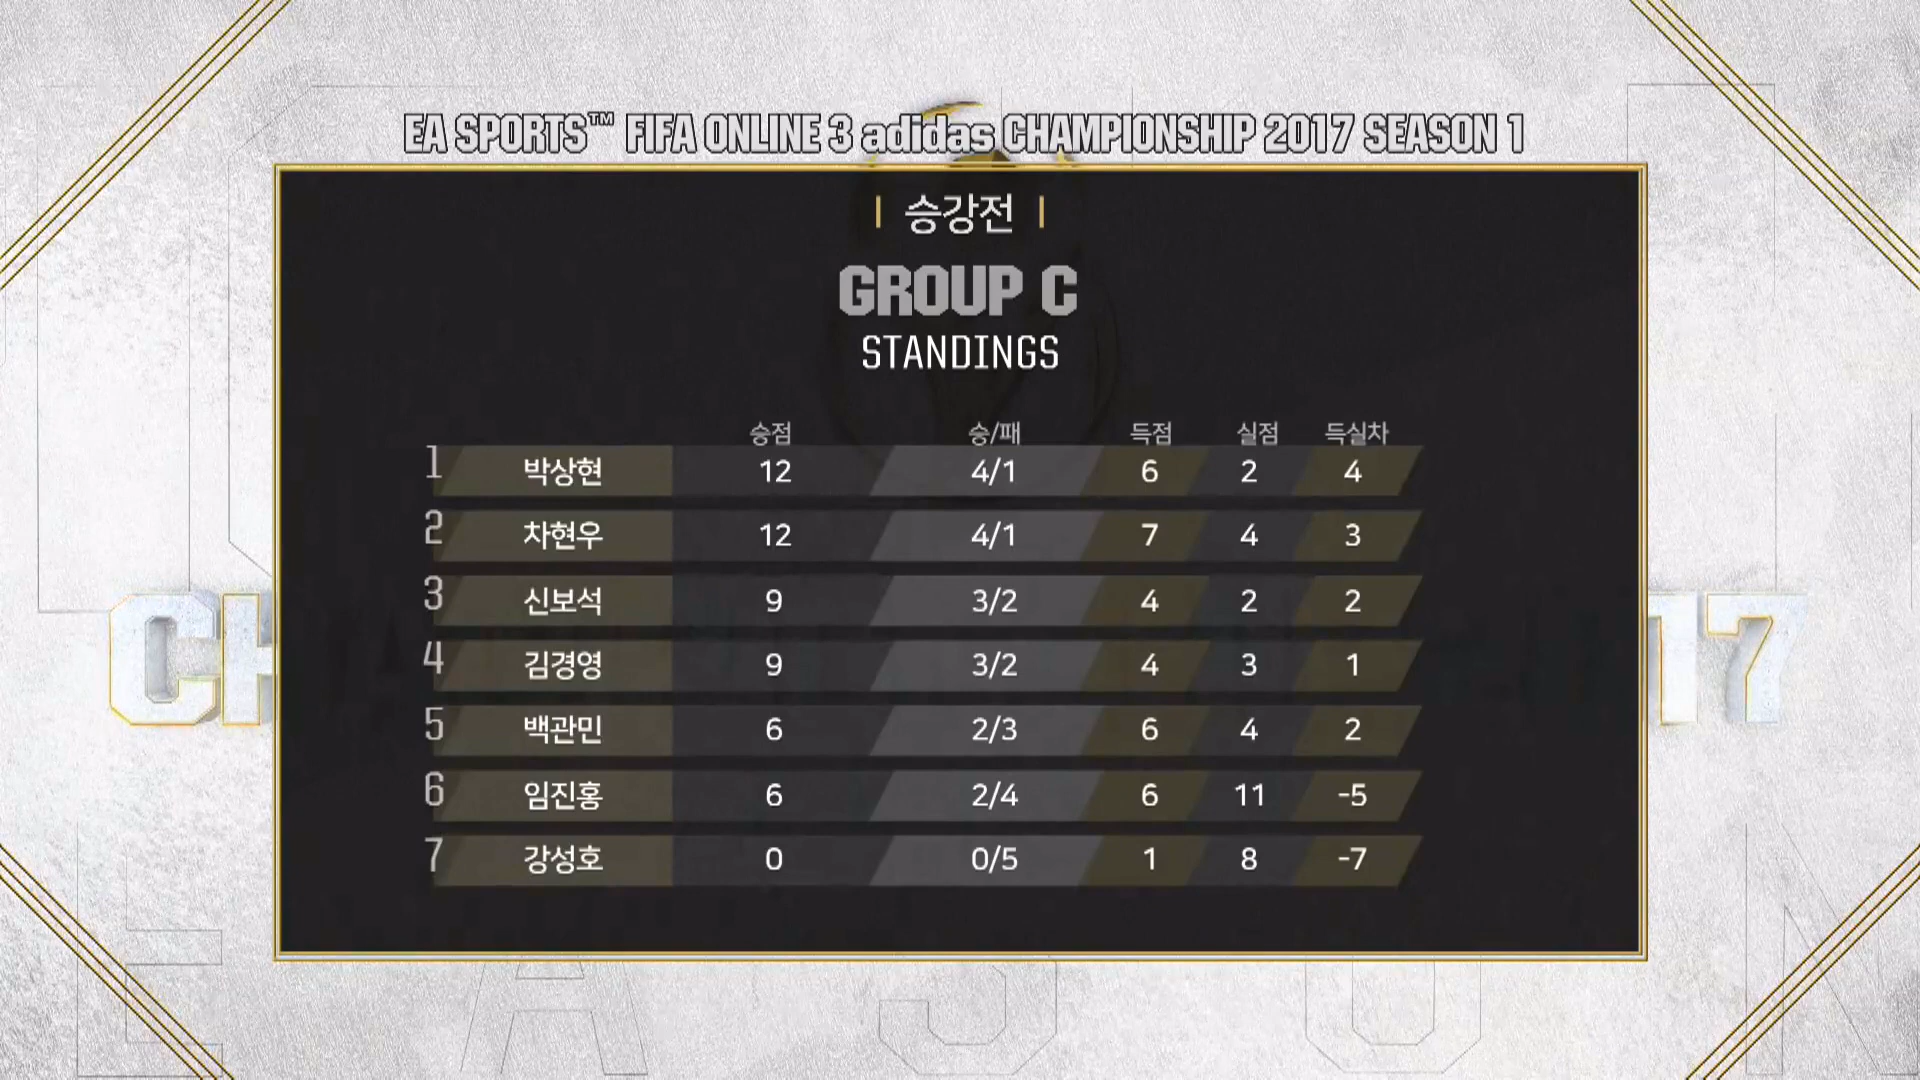 EA SPORTS™ FIFA ONLINE 3 adidas CHAMPIONSHIP 2017 SEASON 1
승강전
GROUP C
STANDINGS
승점 승/패 득점 실점 득실차
1 박상현 12 4/1 6 2 4
2 차현우 12 4/1 7 4 3
3 신보석 9 3/2 4 2 2
4 김경영 9 3/2 4 3 1
5 백관민 6 2/3 6 4 2
6 임진홍 6 2/4 6 11 -5
7 강성호 0 0/5 1 8 -7